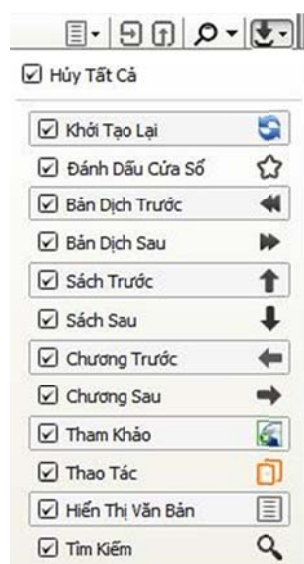 Hủy Tất Cả
Khởi Tạo Lại
Đánh Dấu Cửa Sổ
Bản Dịch Trước
Bản Dịch Sau
Sách Trước
Sách Sau
Chương Trước
Chương Sau
Tham Khảo
Thao Tác
Hiển Thị Văn Bản
Tìm Kiếm